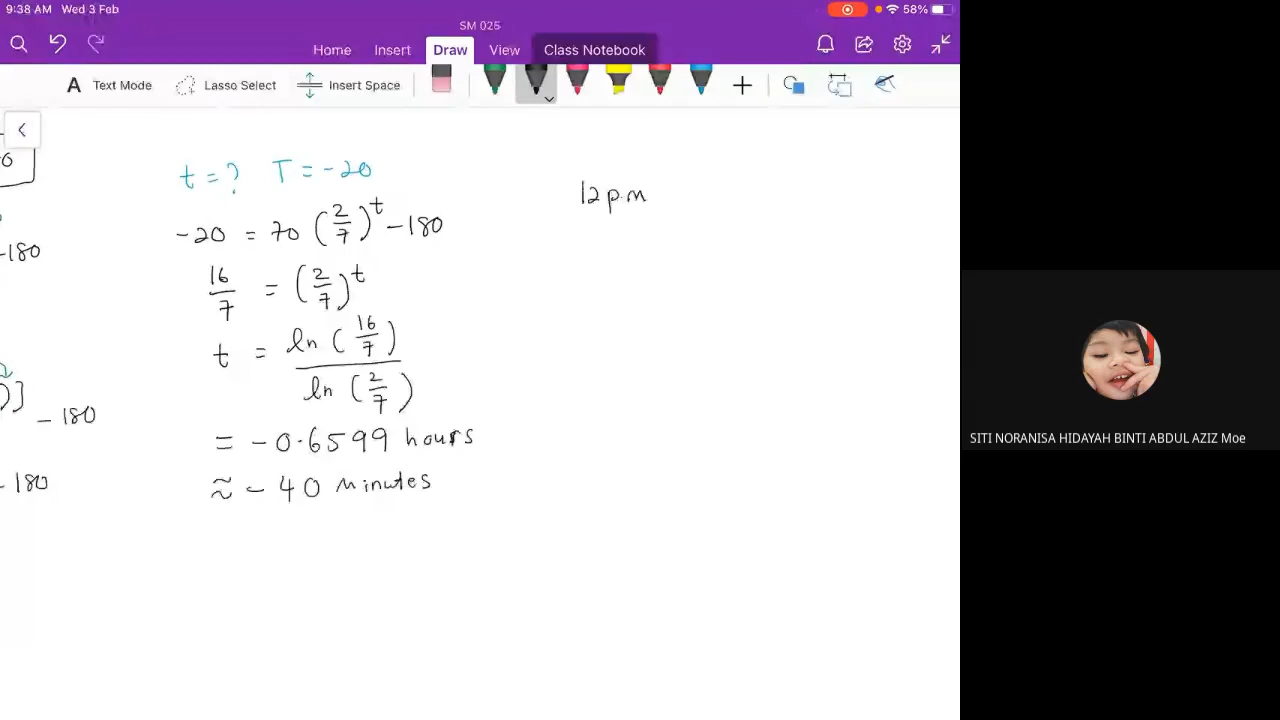 9:38 AM Wed 3 Feb
58%
SM 025
Home Insert Draw View Class Notebook
Text Mode Lasso Select Insert Space
t = ? T = -20
12 p.m
-20 = 70 (2/7)^t - 180
16/7 = (2/7)^t
t = ln (16/7) / ln (2/7)
= -0.6599 hours
≈ - 40 minutes
-180
)] - 180
- 180
SITI NORANISA HIDAYAH BINTI ABDUL AZIZ Moe